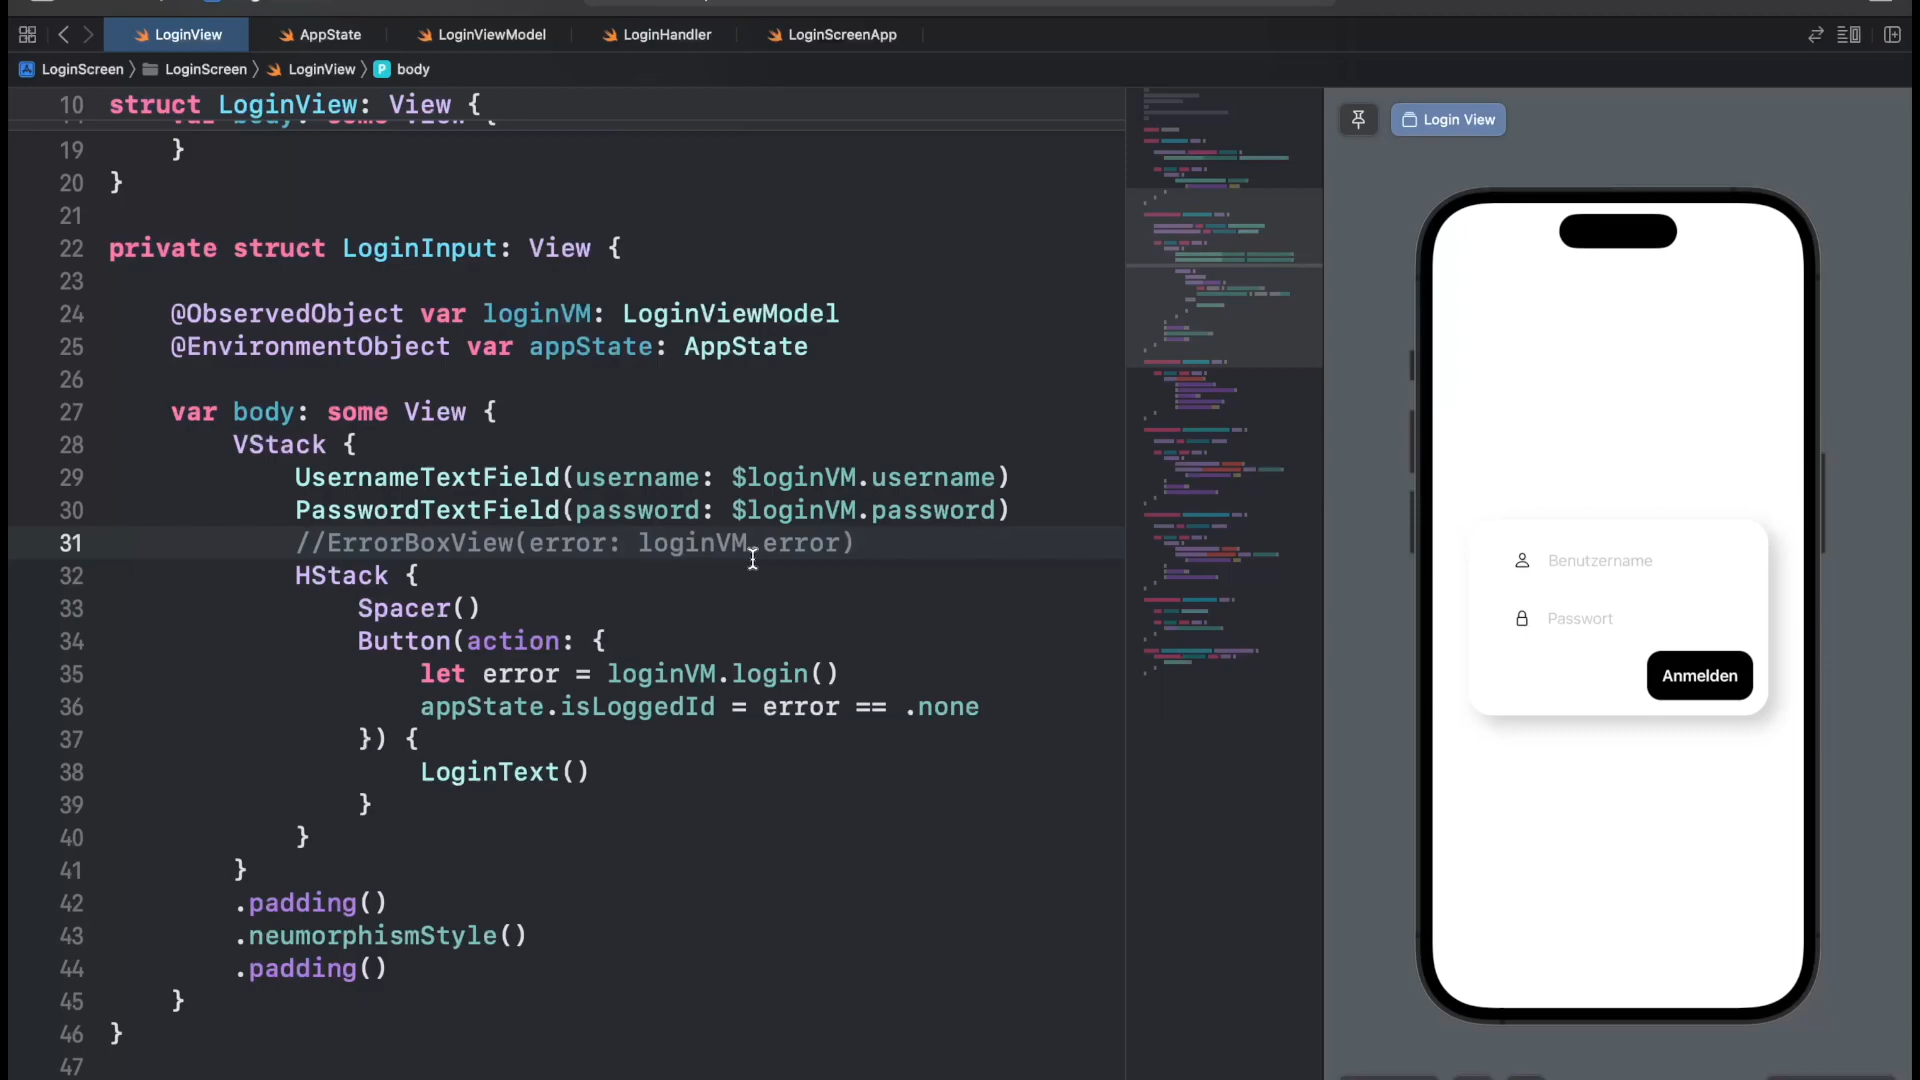 LoginView
AppState
LoginViewModel
LoginHandler
LoginScreenApp
LoginScreen
LoginScreen
LoginView
P
body
10 struct LoginView: View {
var body: some View {
19 }
20 }
21
22 private struct LoginInput: View {
23
24 @ObservedObject var loginVM: LoginViewModel
25 @EnvironmentObject var appState: AppState
26
27 var body: some View {
28 VStack {
29 UsernameTextField(username: $loginVM.username)
30 PasswordTextField(password: $loginVM.password)
31 //ErrorBoxView(error: loginVM.error)
32 HStack {
33 Spacer()
34 Button(action: {
35 let error = loginVM.login()
36 appState.isLoggedId = error == .none
37 }) {
38 LoginText()
39 }
40 }
41 }
42 .padding()
43 .neumorphismStyle()
44 .padding()
45 }
46 }
47
Login View
Benutzername
Passwort
Anmelden